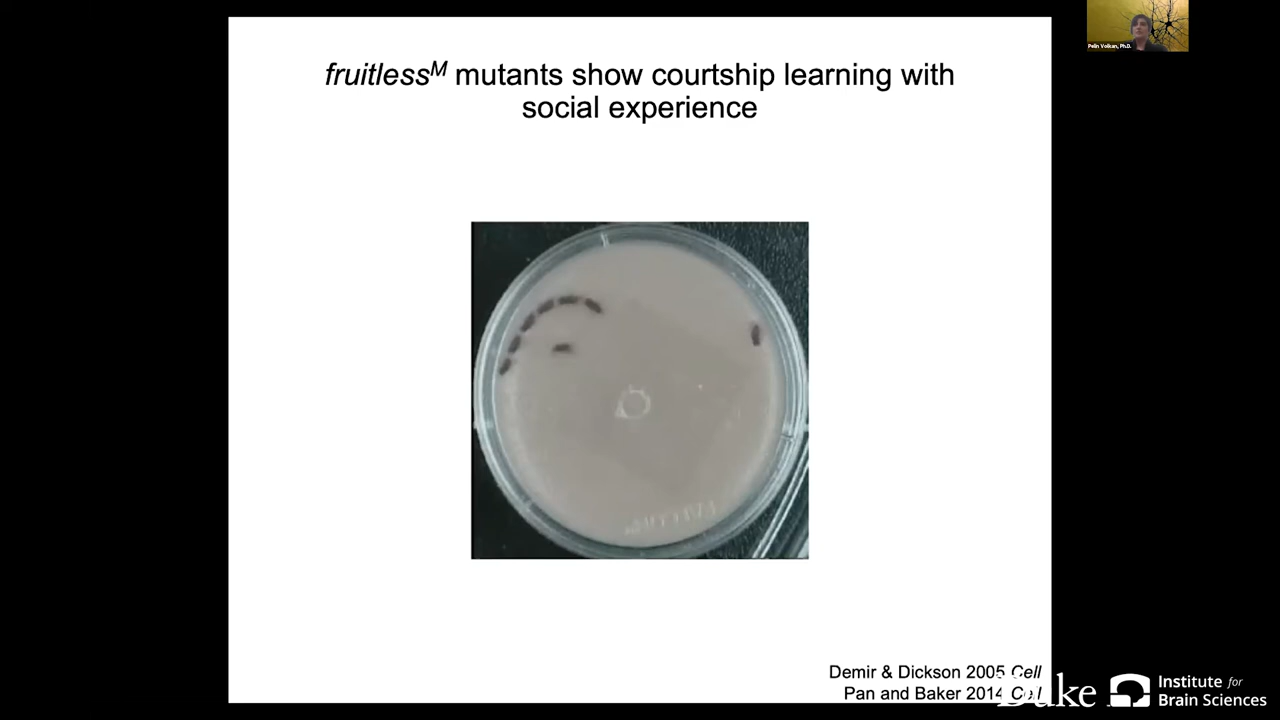 Pelin Volkan, Ph.D.
fruitlessM mutants show courtship learning with
social experience
Demir & Dickson 2005 Cell
Pan and Baker 2014 Cell
Duke
Institute for
Brain Sciences